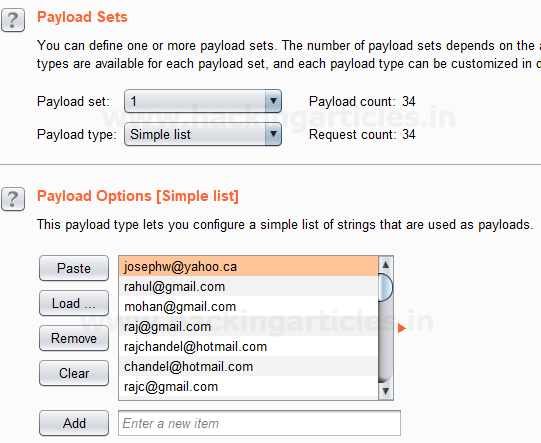 Payload Sets
You can define one or more payload sets. The number of payload sets depends on the
types are available for each payload set, and each payload type can be customized in
Payload set: 1 Payload count: 34
www.hackingarticles.in
Payload type: Simple list Request count: 34
Payload Options [Simple list]
This payload type lets you configure a simple list of strings that are used as payloads.
Paste josephw@yahoo.ca
rahul@gmail.com
Load ... mohan@gmail.com
www.hackingarticles.in
raj@gmail.com
Remove rajchandel@hotmail.com
Clear chandel@hotmail.com
rajc@gmail.com
Add Enter a new item